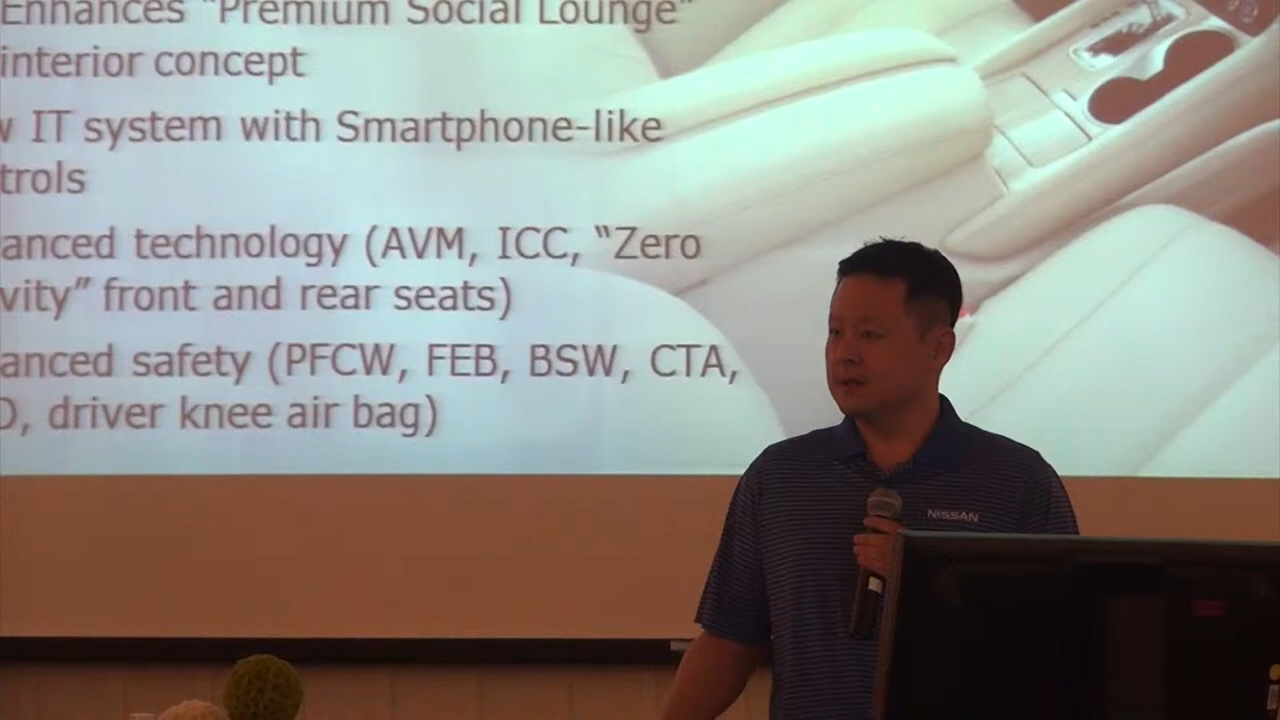 Enhances “Premium Social Lounge”
interior concept
IT system with Smartphone-like
trols
anced technology (AVM, ICC, “Zero
vity” front and rear seats)
anced safety (PFCW, FEB, BSW, CTA,
driver knee air bag)
NISSAN